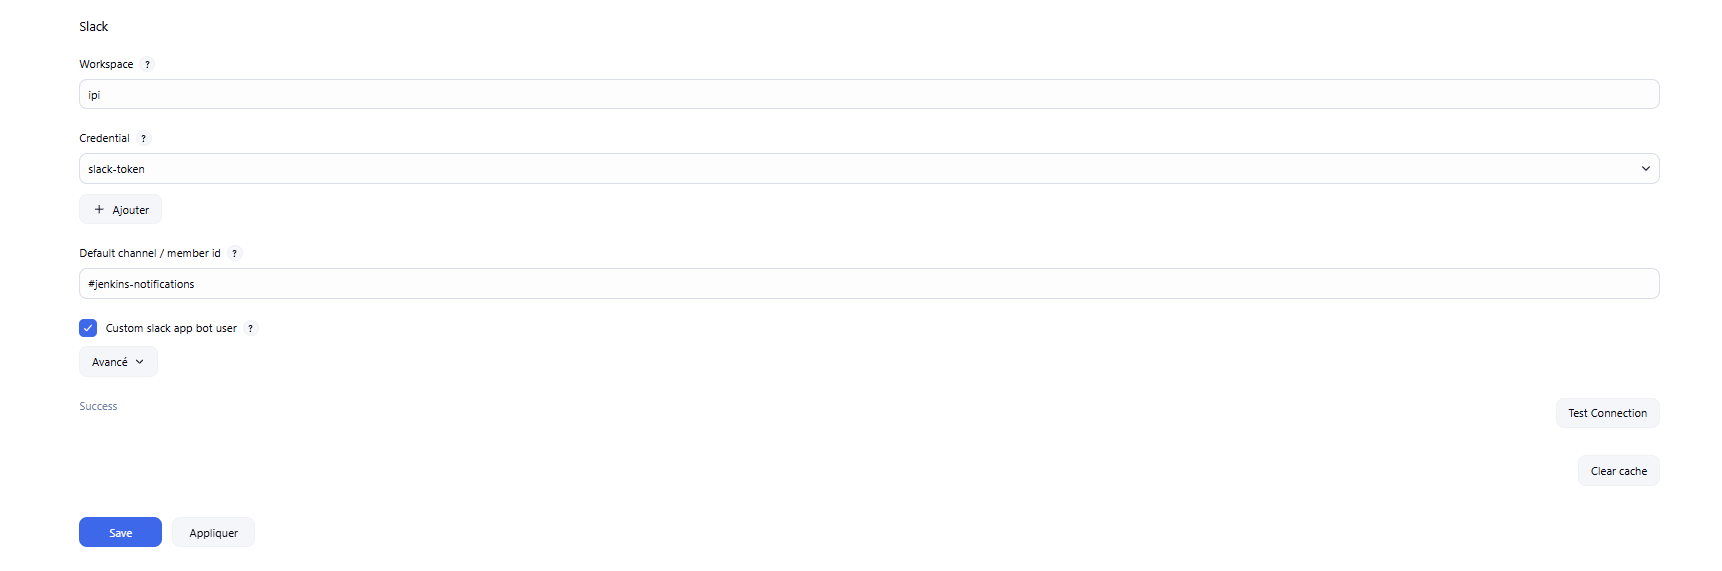 Slack
Workspace ?
ipi
Credential ?
slack-token
+ Ajouter
Default channel / member id ?
#jenkins-notifications
Custom slack app bot user ?
Avancé
Success
Test Connection
Clear cache
Save Appliquer